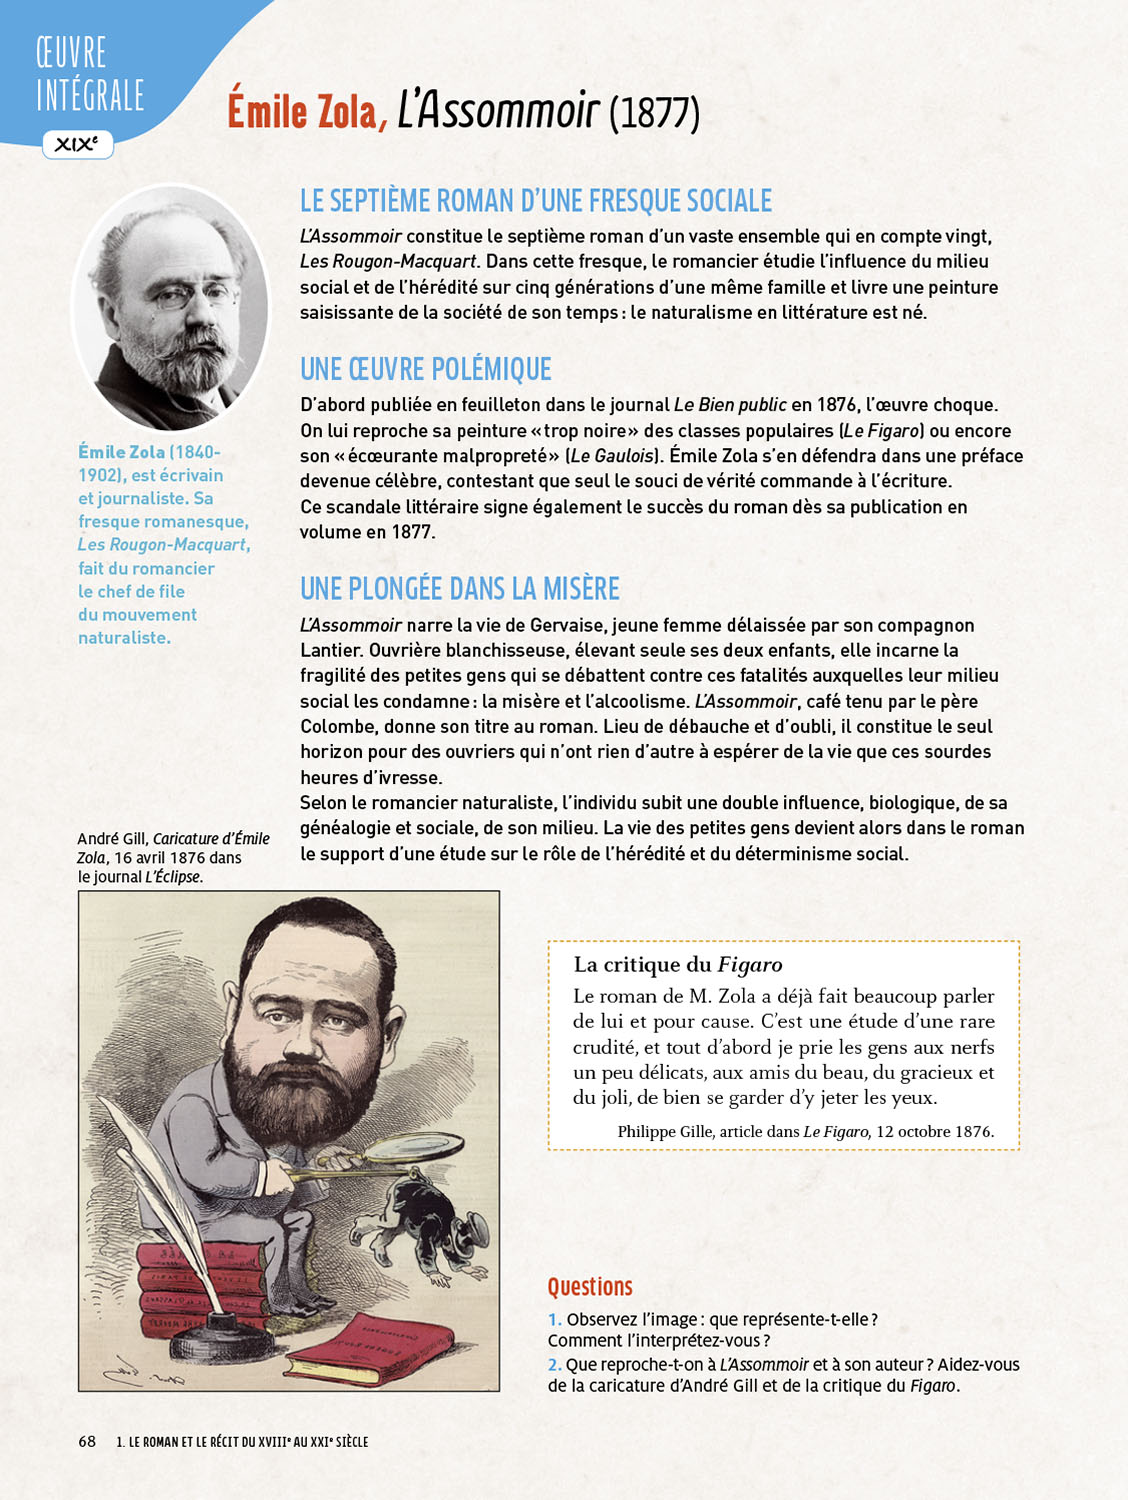 ŒUVRE
INTÉGRALE
XIXe
Émile Zola, L’Assommoir (1877)
LE SEPTIÈME ROMAN D’UNE FRESQUE SOCIALE
L’Assommoir constitue le septième roman d’un vaste ensemble qui en compte vingt,
Les Rougon-Macquart. Dans cette fresque, le romancier étudie l’influence du milieu
social et de l’hérédité sur cinq générations d’une même famille et livre une peinture
saisissante de la société de son temps : le naturalisme en littérature est né.
UNE ŒUVRE POLÉMIQUE
D’abord publiée en feuilleton dans le journal Le Bien public en 1876, l’œuvre choque.
On lui reproche sa peinture « trop noire » des classes populaires (Le Figaro) ou encore
son « écœurante malpropreté » (Le Gaulois). Émile Zola s’en défendra dans une préface
devenue célèbre, contestant que seul le souci de vérité commande à l’écriture.
Ce scandale littéraire signe également le succès du roman dès sa publication en
volume en 1877.
Émile Zola (1840-
1902), est écrivain
et journaliste. Sa
fresque romanesque,
Les Rougon-Macquart,
fait du romancier
le chef de file
du mouvement
naturaliste.
UNE PLONGÉE DANS LA MISÈRE
L’Assommoir narre la vie de Gervaise, jeune femme délaissée par son compagnon
Lantier. Ouvrière blanchisseuse, élevant seule ses deux enfants, elle incarne la
fragilité des petites gens qui se débattent contre ces fatalités auxquelles leur milieu
social les condamne : la misère et l’alcoolisme. L’Assommoir, café tenu par le père
Colombe, donne son titre au roman. Lieu de débauche et d’oubli, il constitue le seul
horizon pour des ouvriers qui n’ont rien d’autre à espérer de la vie que ces sourdes
heures d’ivresse.
Selon le romancier naturaliste, l’individu subit une double influence, biologique, de sa
généalogie et sociale, de son milieu. La vie des petites gens devient alors dans le roman
le support d’une étude sur le rôle de l’hérédité et du déterminisme social.
André Gill, Caricature d’Émile
Zola, 16 avril 1876 dans
le journal L’Éclipse.
La critique du Figaro
Le roman de M. Zola a déjà fait beaucoup parler
de lui et pour cause. C’est une étude d’une rare
crudité, et tout d’abord je prie les gens aux nerfs
un peu délicats, aux amis du beau, du gracieux et
du joli, de bien se garder d’y jeter les yeux.
Philippe Gille, article dans Le Figaro, 12 octobre 1876.
Questions
1. Observez l’image : que représente-t-elle ?
Comment l’interprétez-vous ?
2. Que reproche-t-on à L’Assommoir et à son auteur ? Aidez-vous
de la caricature d’André Gill et de la critique du Figaro.
68 1. LE ROMAN ET LE RÉCIT DU XVIIIe AU XXIe SIÈCLE